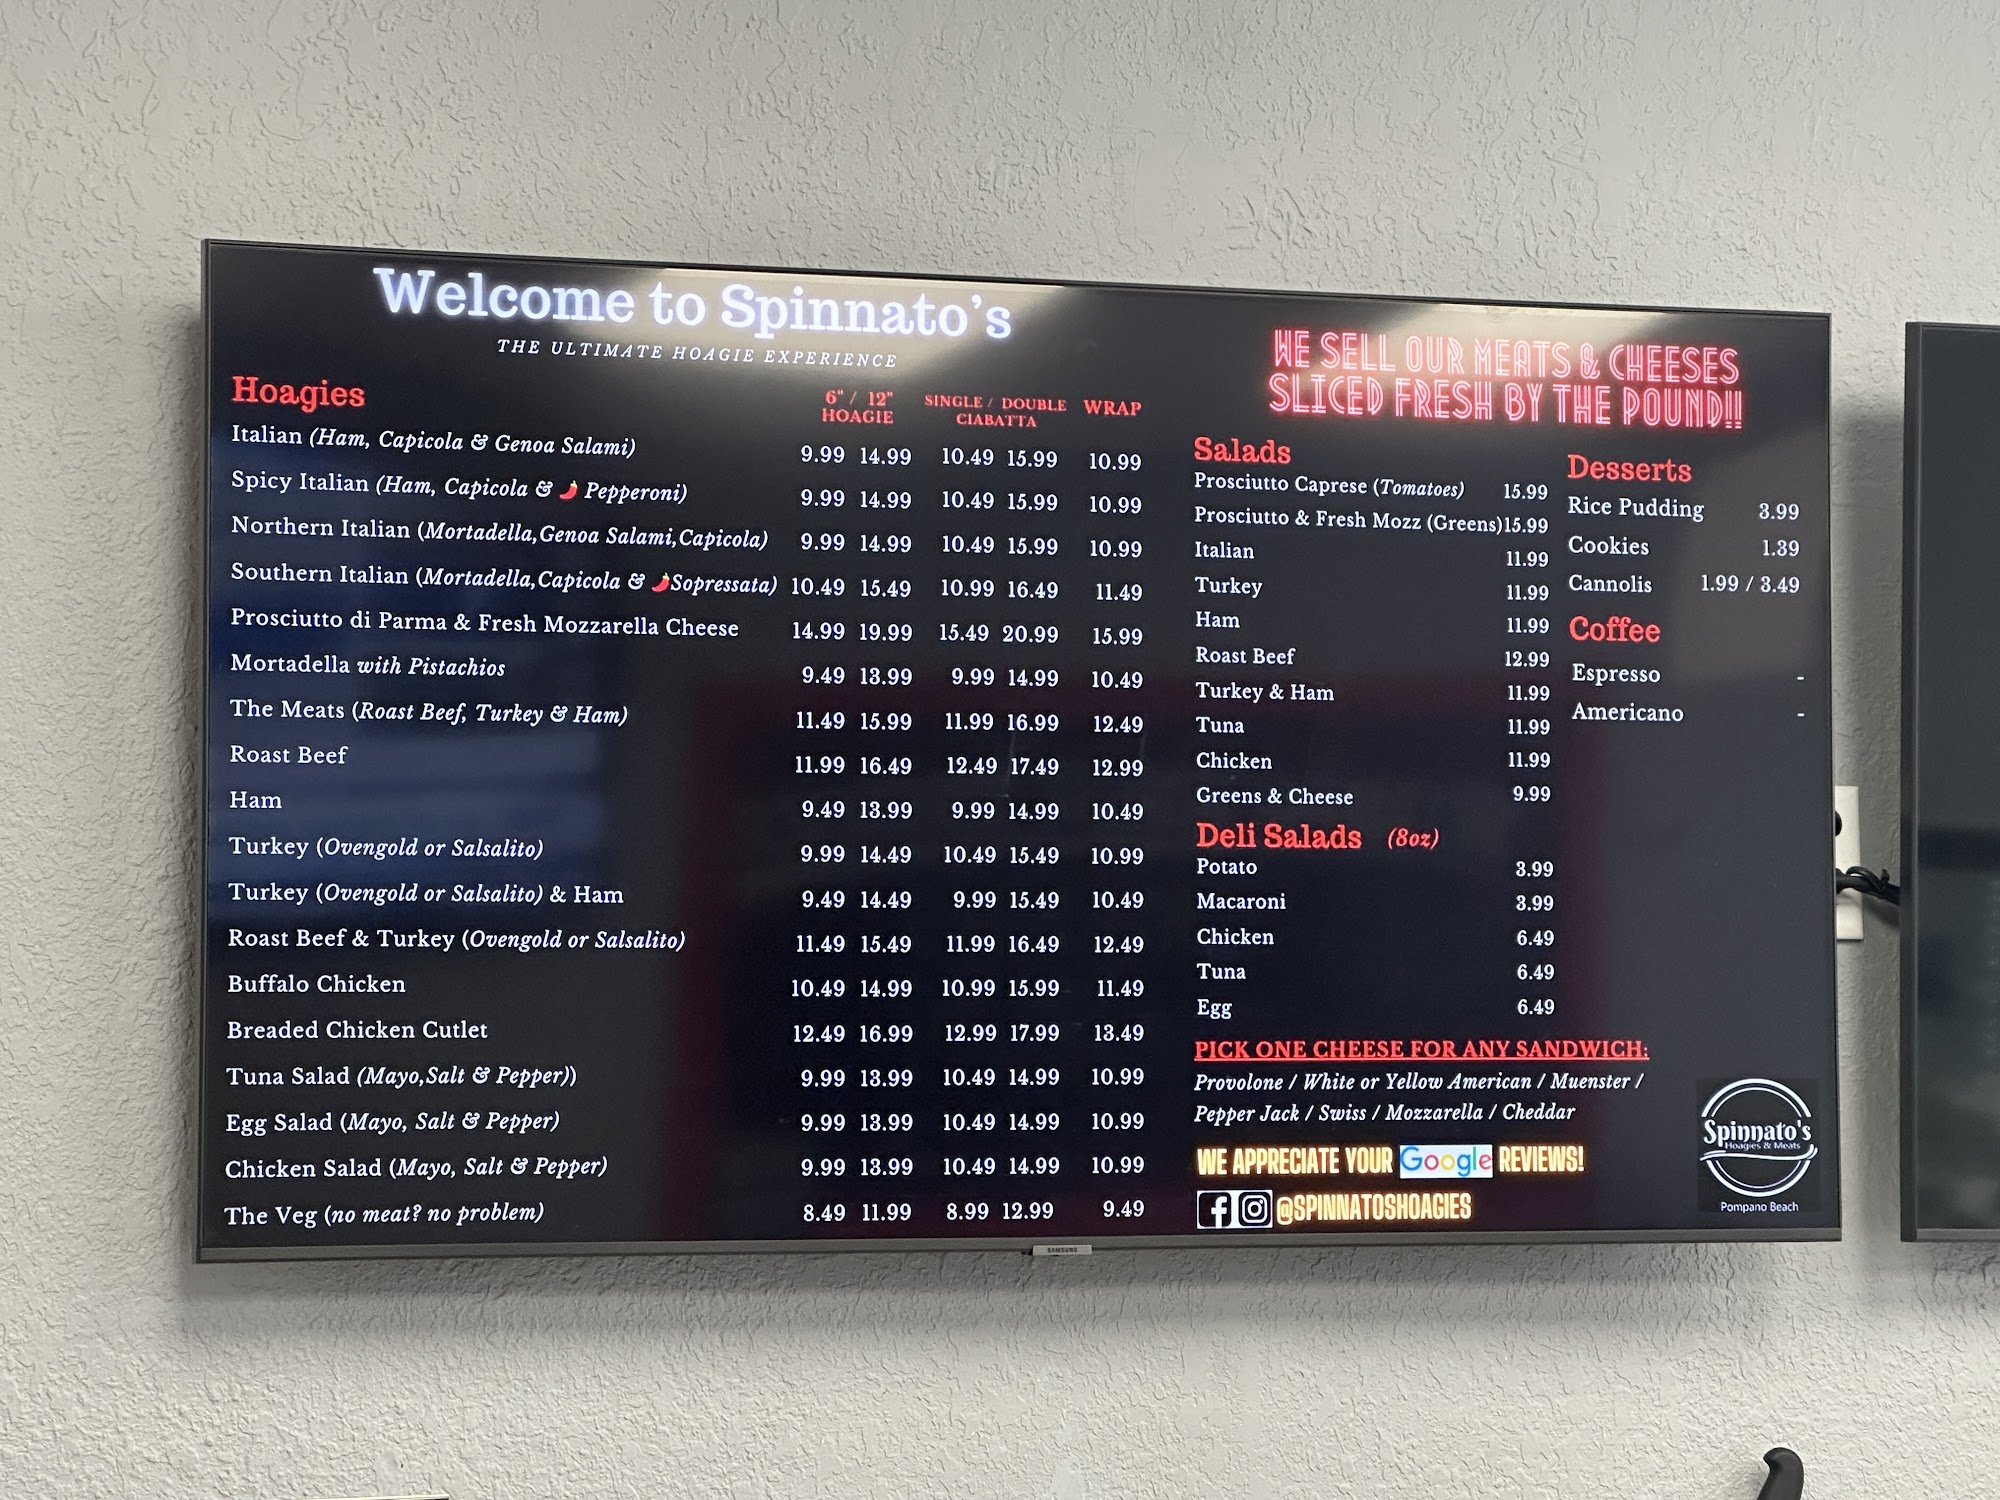 Welcome to Spinnato's
THE ULTIMATE HOAGIE EXPERIENCE
Hoagies
6" / 12" HOAGIE
SINGLE / DOUBLE CIABATTA
WRAP
Italian (Ham, Capicola & Genoa Salami) 9.99 14.99 10.49 15.99 10.99
Spicy Italian (Ham, Capicola & 🌶 Pepperoni) 9.99 14.99 10.49 15.99 10.99
Northern Italian (Mortadella,Genoa Salami,Capicola) 9.99 14.99 10.49 15.99 10.99
Southern Italian (Mortadella,Capicola & 🌶Sopressata) 10.49 15.49 10.99 16.49 11.49
Prosciutto di Parma & Fresh Mozzarella Cheese 14.99 19.99 15.49 20.99 15.99
Mortadella with Pistachios 9.49 13.99 9.99 14.99 10.49
The Meats (Roast Beef, Turkey & Ham) 11.49 15.99 11.99 16.99 12.49
Roast Beef 11.99 16.49 12.49 17.49 12.99
Ham 9.49 13.99 9.99 14.99 10.49
Turkey (Ovengold or Salsalito) 9.99 14.49 10.49 15.49 10.99
Turkey (Ovengold or Salsalito) & Ham 9.49 14.49 9.99 15.49 10.49
Roast Beef & Turkey (Ovengold or Salsalito) 11.49 15.49 11.99 16.49 12.49
Buffalo Chicken 10.49 14.99 10.99 15.99 11.49
Breaded Chicken Cutlet 12.49 16.99 12.99 17.99 13.49
Tuna Salad (Mayo,Salt & Pepper)) 9.99 13.99 10.49 14.99 10.99
Egg Salad (Mayo, Salt & Pepper) 9.99 13.99 10.49 14.99 10.99
Chicken Salad (Mayo, Salt & Pepper) 9.99 13.99 10.49 14.99 10.99
The Veg (no meat? no problem) 8.49 11.99 8.99 12.99 9.49
WE SELL OUR MEATS & CHEESES
SLICED FRESH BY THE POUND!!
Salads
Prosciutto Caprese (Tomatoes) 15.99
Prosciutto & Fresh Mozz (Greens)15.99
Italian 11.99
Turkey 11.99
Ham 11.99
Roast Beef 12.99
Turkey & Ham 11.99
Tuna 11.99
Chicken 11.99
Greens & Cheese 9.99
Deli Salads (8oz)
Potato 3.99
Macaroni 3.99
Chicken 6.49
Tuna 6.49
Egg 6.49
Desserts
Rice Pudding 3.99
Cookies 1.39
Cannolis 1.99 / 3.49
Coffee
Espresso -
Americano -
PICK ONE CHEESE FOR ANY SANDWICH:
Provolone / White or Yellow American / Muenster /
Pepper Jack / Swiss / Mozzarella / Cheddar
WE APPRECIATE YOUR Google REVIEWS!
@SPINNATOSHOAGIES
Spinnato's
Hoagies & Meats
Pompano Beach
SAMSUNG